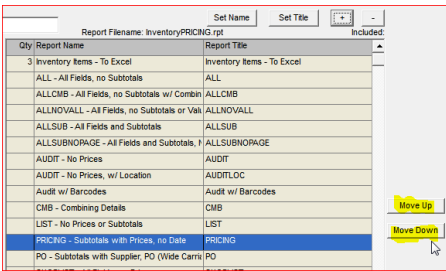 Set Name Set Title + -
Report Filename: InventoryPRICING.rpt Included:
Qty Report Name Report Title
3 Inventory Items - To Excel Inventory Items - To Excel
ALL - All Fields, no Subtotals ALL
ALLCMB - All Fields, no Subtotals w/ Combin ALLCMB
ALLNOVALL - All Fields, no Subtotals or Valu ALLNOVALL
ALLSUB - All Fields and Subtotals ALLSUB
ALLSUBNOPAGE - All Fields and Subtotals, N ALLSUBNOPAGE
AUDIT - No Prices AUDIT
AUDIT - No Prices, w/ Location AUDITLOC
Audit w/ Barcodes Audit w/ Barcodes
CMB - Combining Details CMB
Move Up
LIST - No Prices or Subtotals LIST
Move Down
PRICING - Subtotals with Prices, no Date PRICING
PO - Subtotals with Supplier, PO (Wide Carria PO